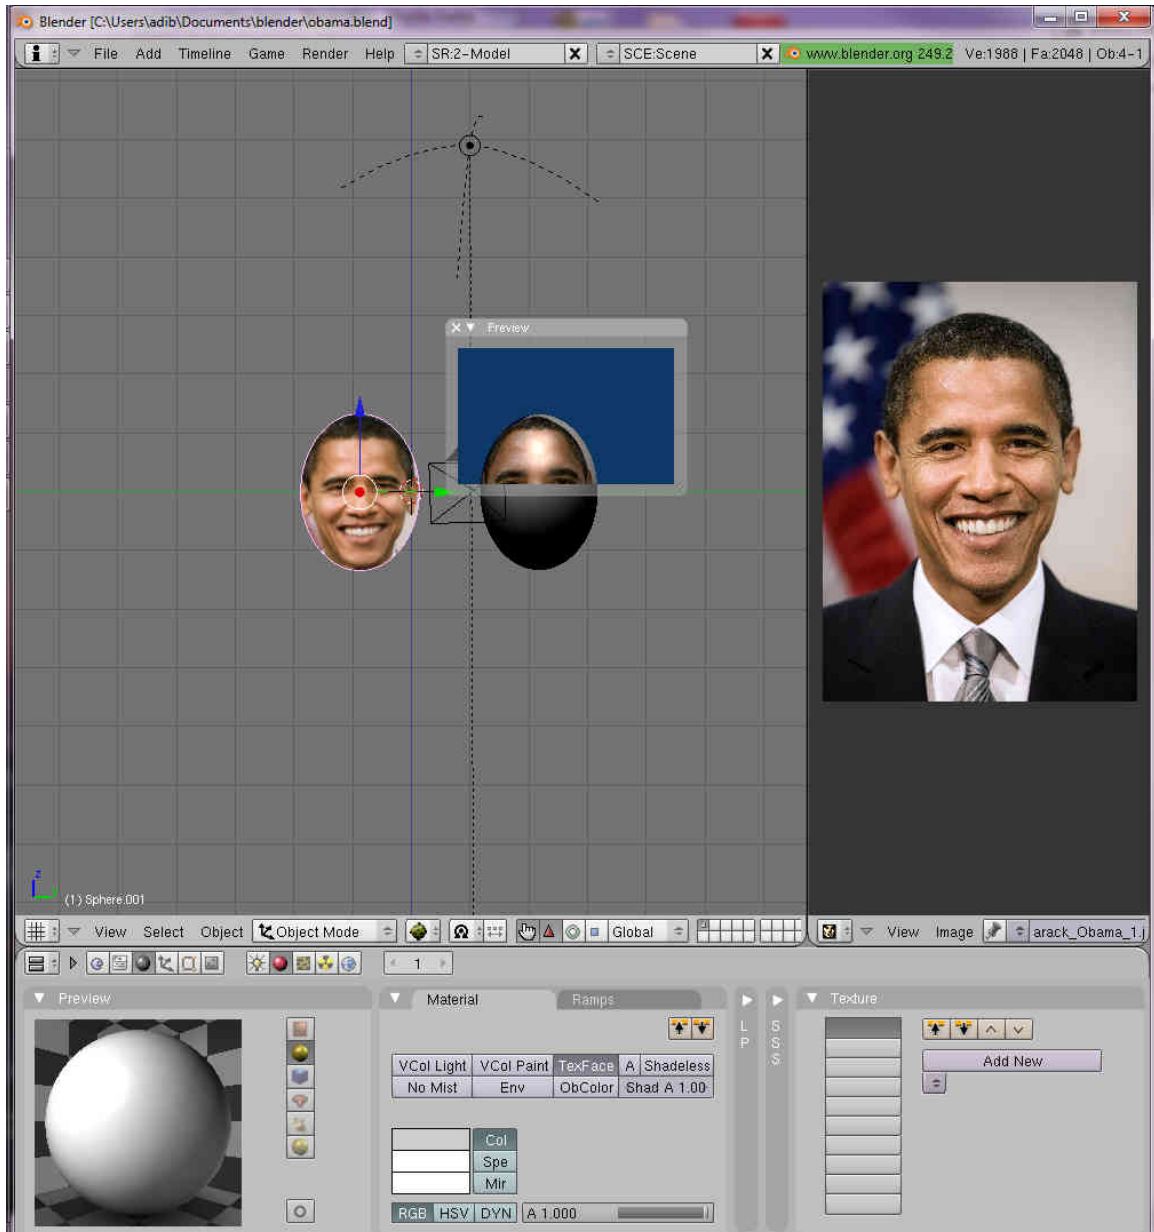 Blender [C:\Users\adib\Documents\blender\obama.blend]
File Add Timeline Game Render Help SR:2-Model X SCE:Scene X www.blender.org 249.2 Ve:1988 | Fa:2048 | Ob:4-1
X Preview
z
(1) Sphere.001
View Select Object Object Mode Global View Image arack_Obama_1.j
1
Preview Material Ramps Texture
L
P
S
S
S
Add New
VCol Light VCol Paint TexFace A Shadeless
No Mist Env ObColor Shad A 1.00
Col
Spe
Mir
RGB HSV DYN A 1.000